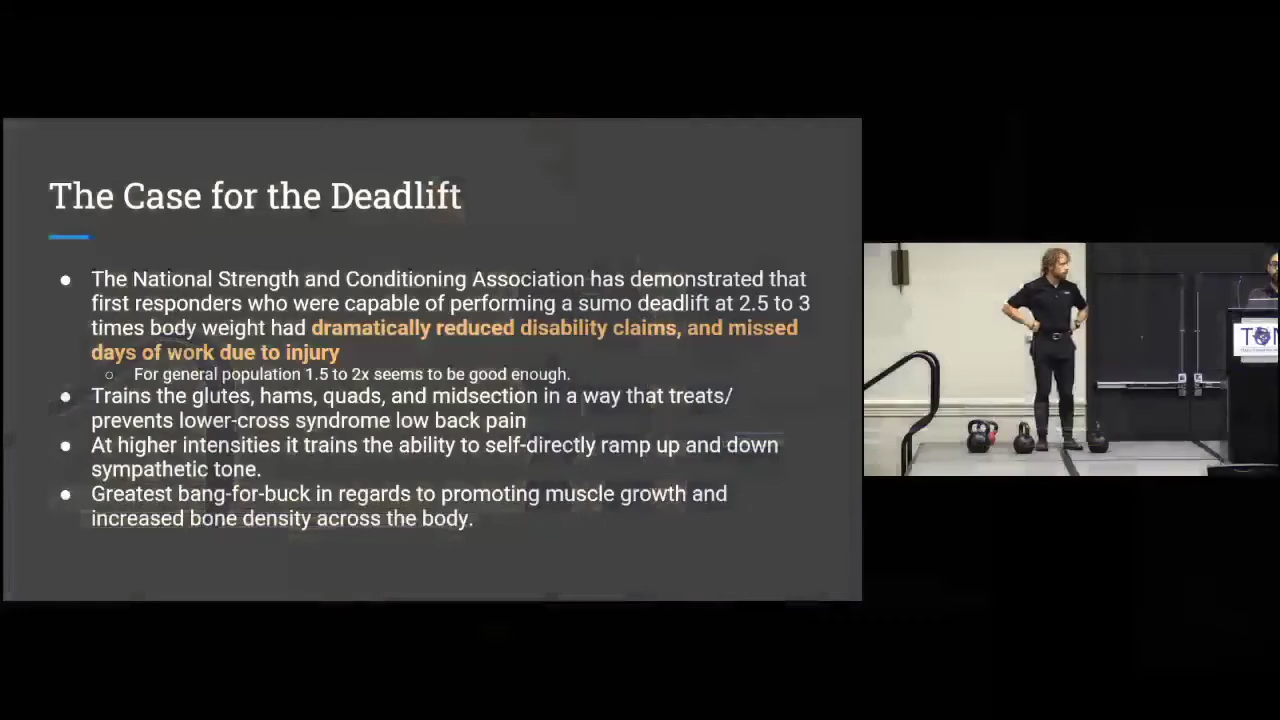 The Case for the Deadlift
● The National Strength and Conditioning Association has demonstrated that
first responders who were capable of performing a sumo deadlift at 2.5 to 3
times body weight had dramatically reduced disability claims, and missed
days of work due to injury
○ For general population 1.5 to 2x seems to be good enough.
● Trains the glutes, hams, quads, and midsection in a way that treats/
prevents lower-cross syndrome low back pain
● At higher intensities it trains the ability to self-directly ramp up and down
sympathetic tone.
● Greatest bang-for-buck in regards to promoting muscle growth and
increased bone density across the body.